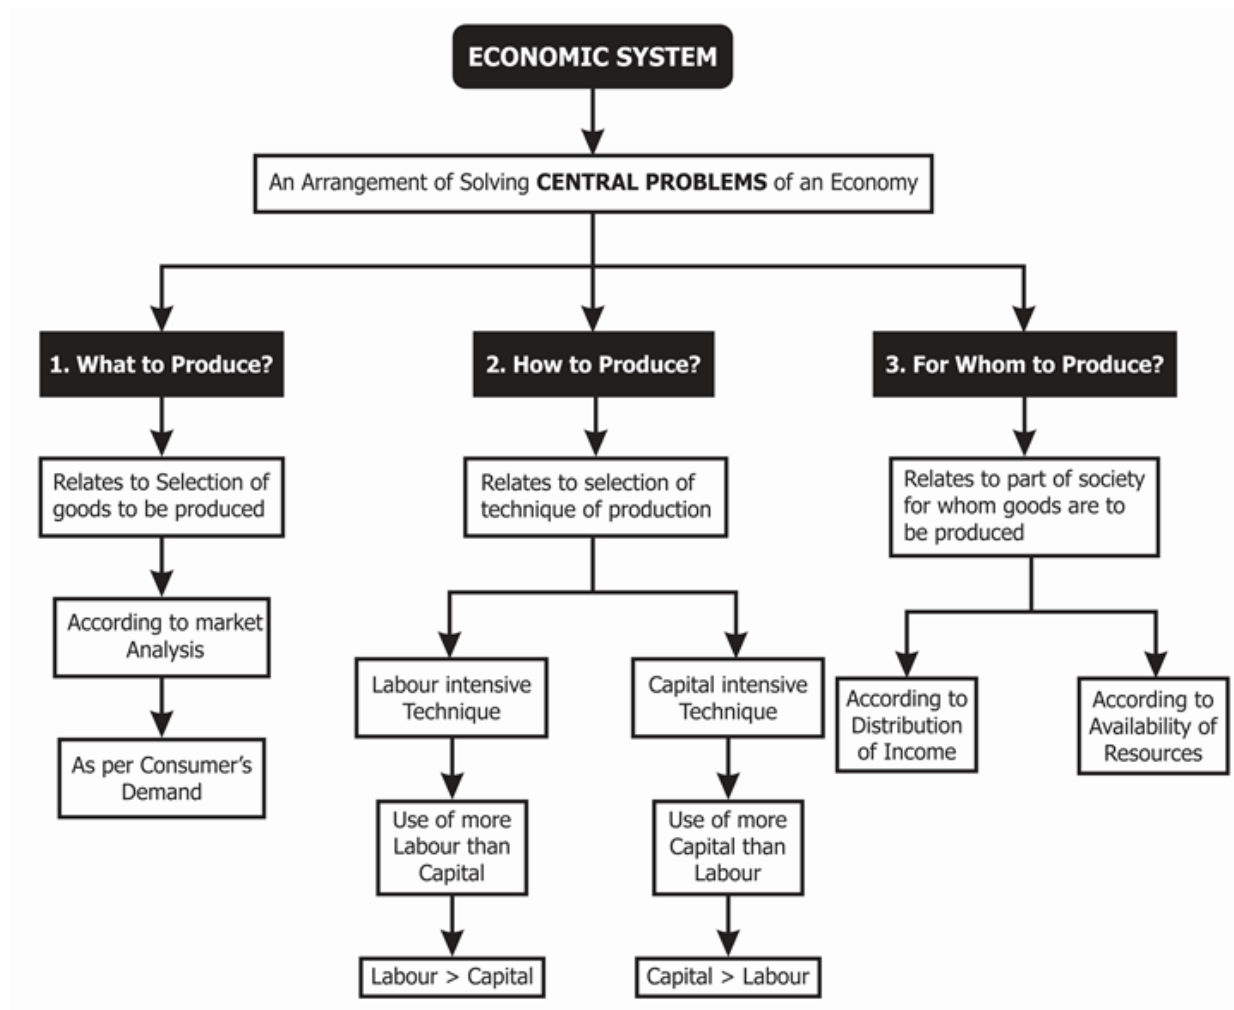 ECONOMIC SYSTEM
An Arrangement of Solving CENTRAL PROBLEMS of an Economy
1. What to Produce?
Relates to Selection of
goods to be produced
According to market
Analysis
As per Consumer’s
Demand
2. How to Produce?
Relates to selection of
technique of production
Labour intensive
Technique
Use of more
Labour than
Capital
Labour > Capital
Capital intensive
Technique
Use of more
Capital than
Labour
Capital > Labour
3. For Whom to Produce?
Relates to part of society
for whom goods are to
be produced
According to
Distribution
of Income
According to
Availability of
Resources